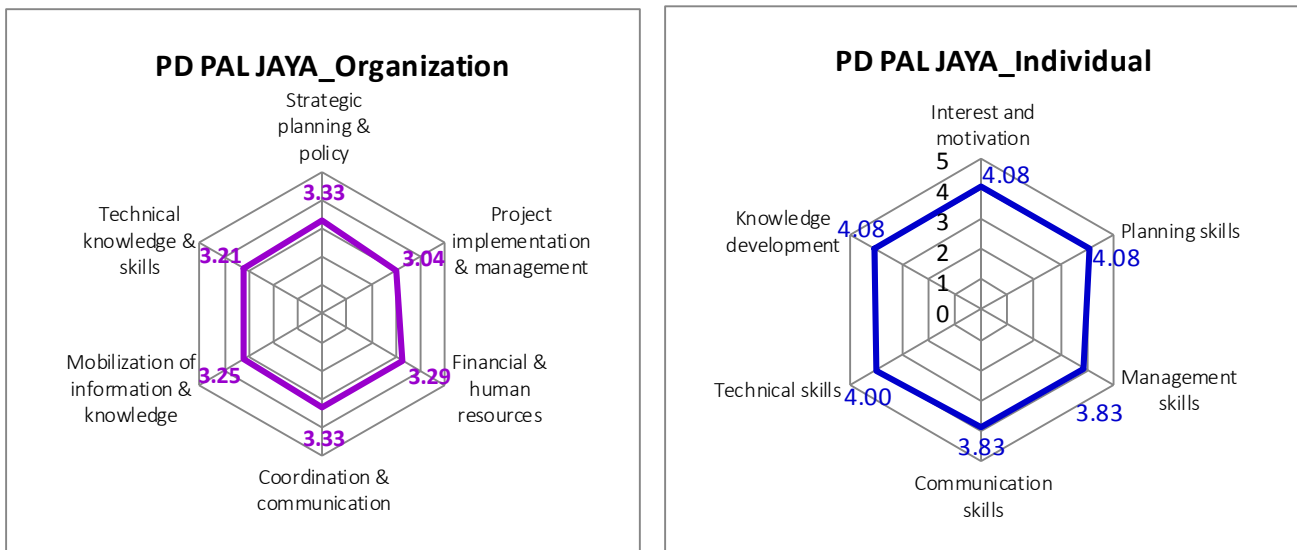 PD PAL JAYA_Organization
Strategic
planning &
policy
3.33
Project
implementation
& management
3.04
Financial &
human
resources
3.29
Coordination &
communication
3.33
Mobilization of
information &
knowledge
3.25
Technical
knowledge &
skills
3.21
PD PAL JAYA_Individual
Interest and
motivation
4.08
Planning skills
4.08
Management
skills
3.83
Communication
skills
3.83
Technical skills
4.00
Knowledge
development
4.08
5
4
3
2
1
0